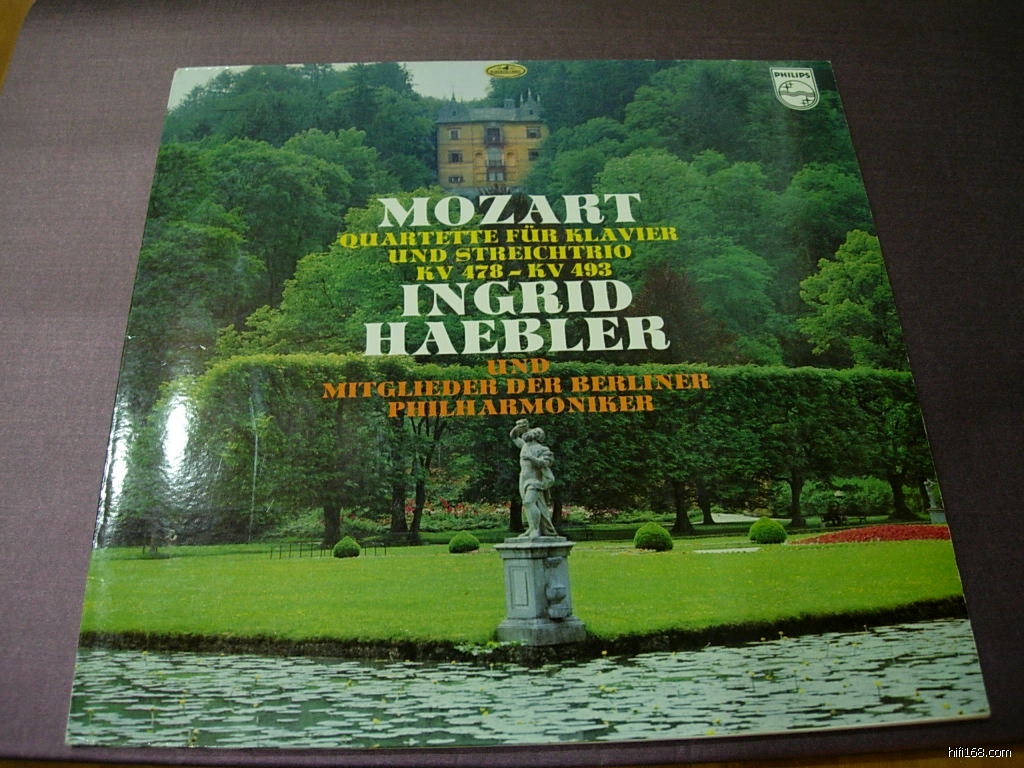 PHILIPS
MOZART
QUARTETTE FÜR KLAVIER
UND STREICHTRIO
KV 478 – KV 493
INGRID
HAEBLER
UND
MITGLIEDER DER BERLINER
PHILHARMONIKER
hifi168.com